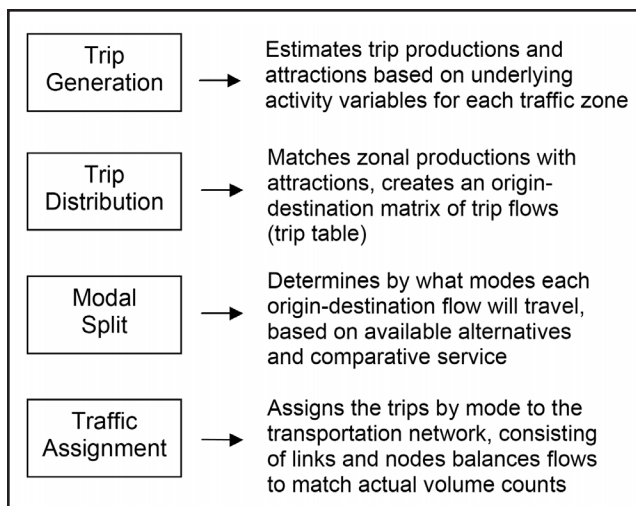 Trip
Generation
Estimates trip productions and
attractions based on underlying
activity variables for each traffic zone
Trip
Distribution
Matches zonal productions with
attractions, creates an origin-
destination matrix of trip flows
(trip table)
Modal
Split
Determines by what modes each
origin-destination flow will travel,
based on available alternatives
and comparative service
Traffic
Assignment
Assigns the trips by mode to the
transportation network, consisting
of links and nodes balances flows
to match actual volume counts